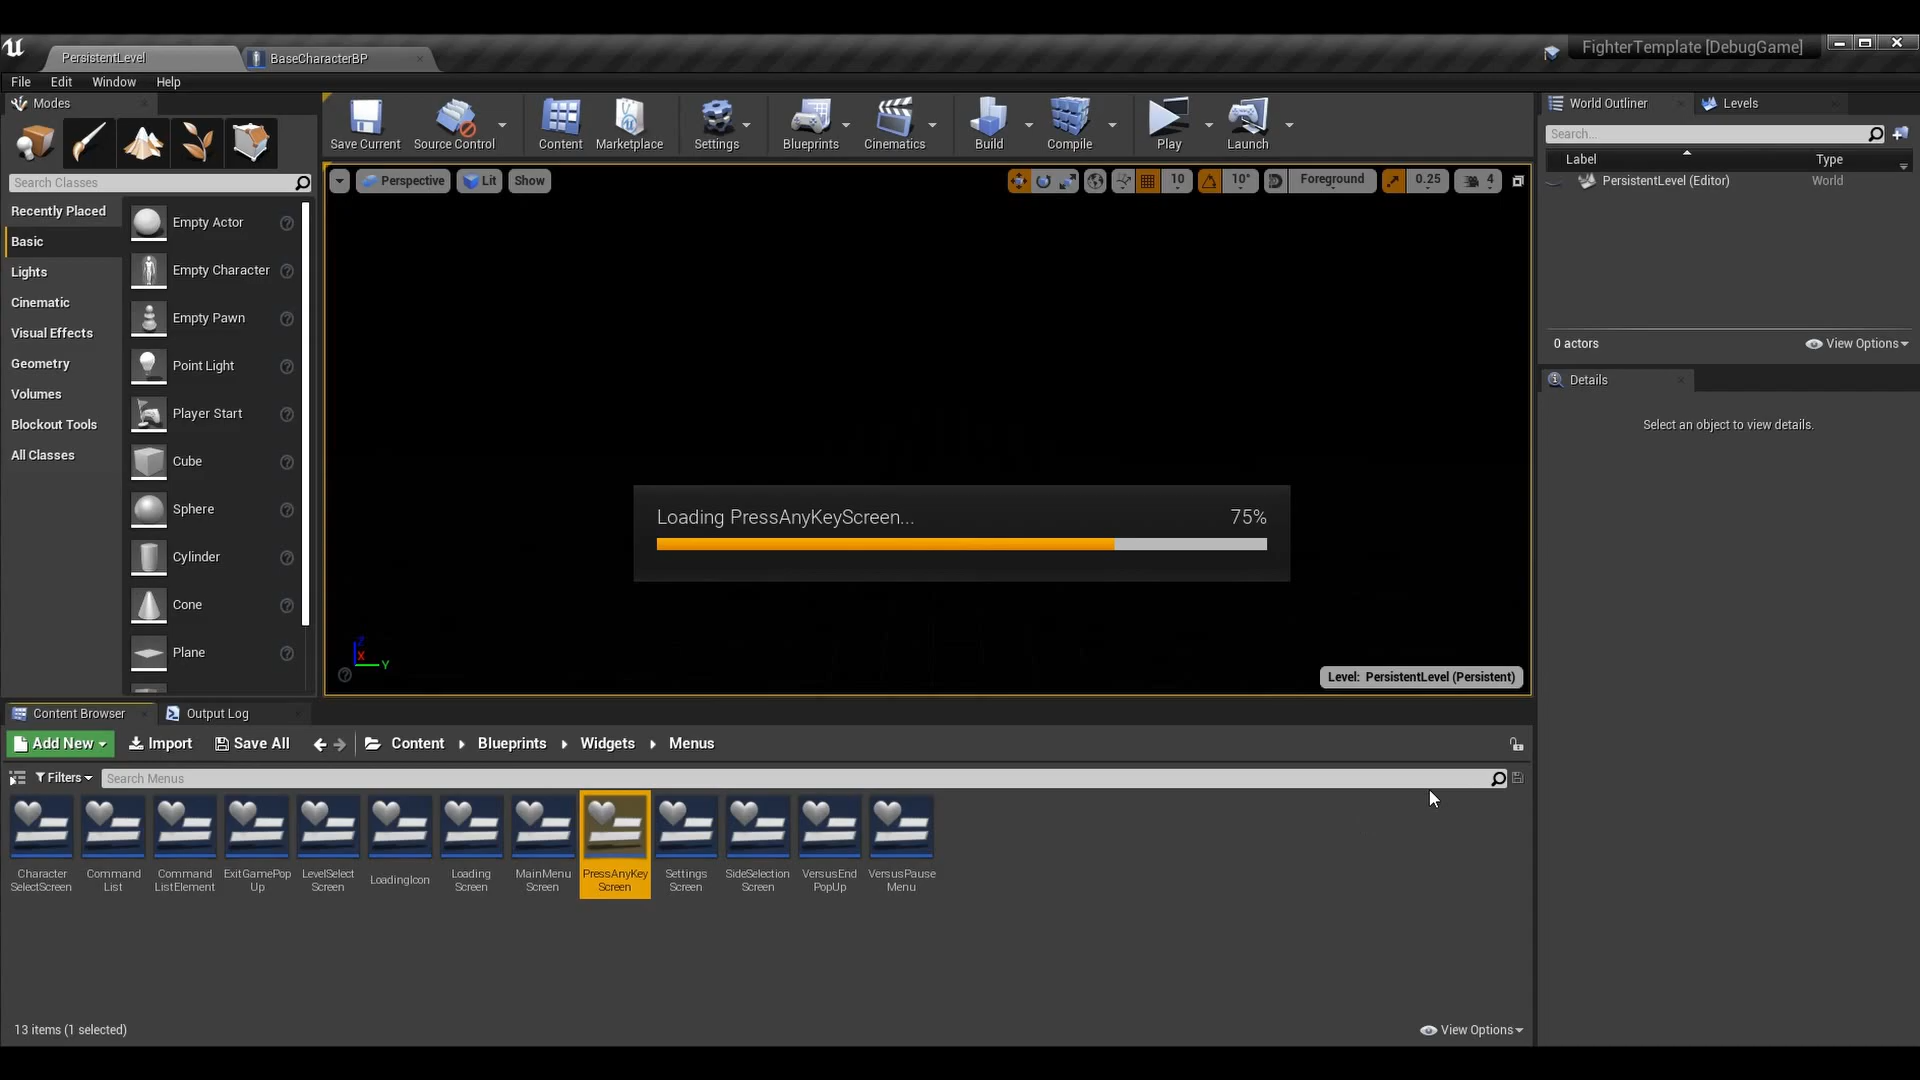 PersistentLevel
BaseCharacterBP
FighterTemplate [DebugGame]
File Edit Window Help
Modes
Save Current
Source Control
Content
Marketplace
Settings
Blueprints
Cinematics
Build
Compile
Play
Launch
World Outliner
Levels
Search...
Label
Type
PersistentLevel (Editor)
World
0 actors
View Options
Details
Select an object to view details.
Search Classes
Recently Placed
Basic
Lights
Cinematic
Visual Effects
Geometry
Volumes
Blockout Tools
All Classes
Empty Actor
Empty Character
Empty Pawn
Point Light
Player Start
Cube
Sphere
Cylinder
Cone
Plane
Perspective
Lit
Show
10
10°
Foreground
0.25
4
Loading PressAnyKeyScreen...
75%
Z
X
Y
Level: PersistentLevel (Persistent)
Content Browser
Output Log
Add New
Import
Save All
Content
Blueprints
Widgets
Menus
Filters
Search Menus
Character
SelectScreen
Command
List
Command
ListElement
ExitGamePop
Up
LevelSelect
Screen
LoadingIcon
Loading
Screen
MainMenu
Screen
PressAnyKey
Screen
Settings
Screen
SideSelection
Screen
VersusEnd
PopUp
VersusPause
Menu
13 items (1 selected)
View Options